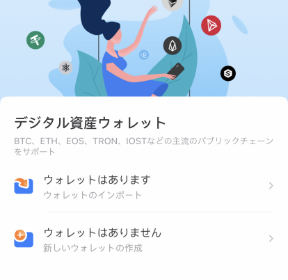 デジタル資産ウォレット
BTC、ETH、EOS、TRON、IOSTなどの主流のパブリックチェーン
をサポート
ウォレットはあります
ウォレットのインポート
ウォレットはありません
新しいウォレットの作成